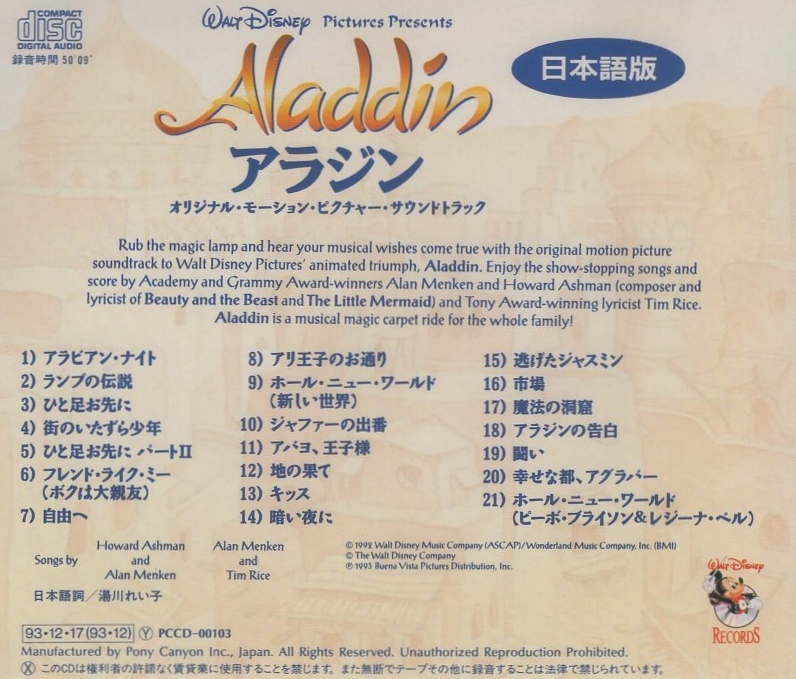 COMPACT
disc
DIGITAL AUDIO
録音時間 50'09"
WALT DISNEY Pictures Presents
Aladdin
日本語版
アラジン
オリジナル・モーション・ピクチャー・サウンドトラック
Rub the magic lamp and hear your musical wishes come true with the original motion picture
soundtrack to Walt Disney Pictures' animated triumph, Aladdin. Enjoy the show-stopping songs and
score by Academy and Grammy Award-winners Alan Menken and Howard Ashman (composer and
lyricist of Beauty and the Beast and The Little Mermaid) and Tony Award-winning lyricist Tim Rice.
Aladdin is a musical magic carpet ride for the whole family!
1) アラビアン・ナイト
2) ランプの伝説
3) ひと足お先に
4) 街のいたずら少年
5) ひと足お先に パートII
6) フレンド・ライク・ミー
(ボクは大親友)
7) 自由へ
8) アリ王子のお通り
9) ホール・ニュー・ワールド
(新しい世界)
10) ジャファーの出番
11) アバヨ、王子様
12) 地の果て
13) キッス
14) 暗い夜に
15) 逃げたジャスミン
16) 市場
17) 魔法の洞窟
18) アラジンの告白
19) 闘い
20) 幸せな都、アグラバー
21) ホール・ニュー・ワールド
(ピーボ・ブライソン&レジーナ・ベル)
Songs by
Howard Ashman
and
Alan Menken
Alan Menken
and
Tim Rice
© 1992 Walt Disney Music Company (ASCAP)/Wonderland Music Company, Inc. (BMI)
© The Walt Disney Company
℗ 1993 Buena Vista Pictures Distribution, Inc.
日本語詞/湯川れい子
WALT DISNEY
RECORDS
93・12・17(93・12) Ⓨ PCCD-00103
Manufactured by Pony Canyon Inc., Japan. All Rights Reserved. Unauthorized Reproduction Prohibited.
Ⓧ このCDは権利者の許諾なく賃貸業に使用することを禁じます。また無断でテープその他に録音することは法律で禁じられています。